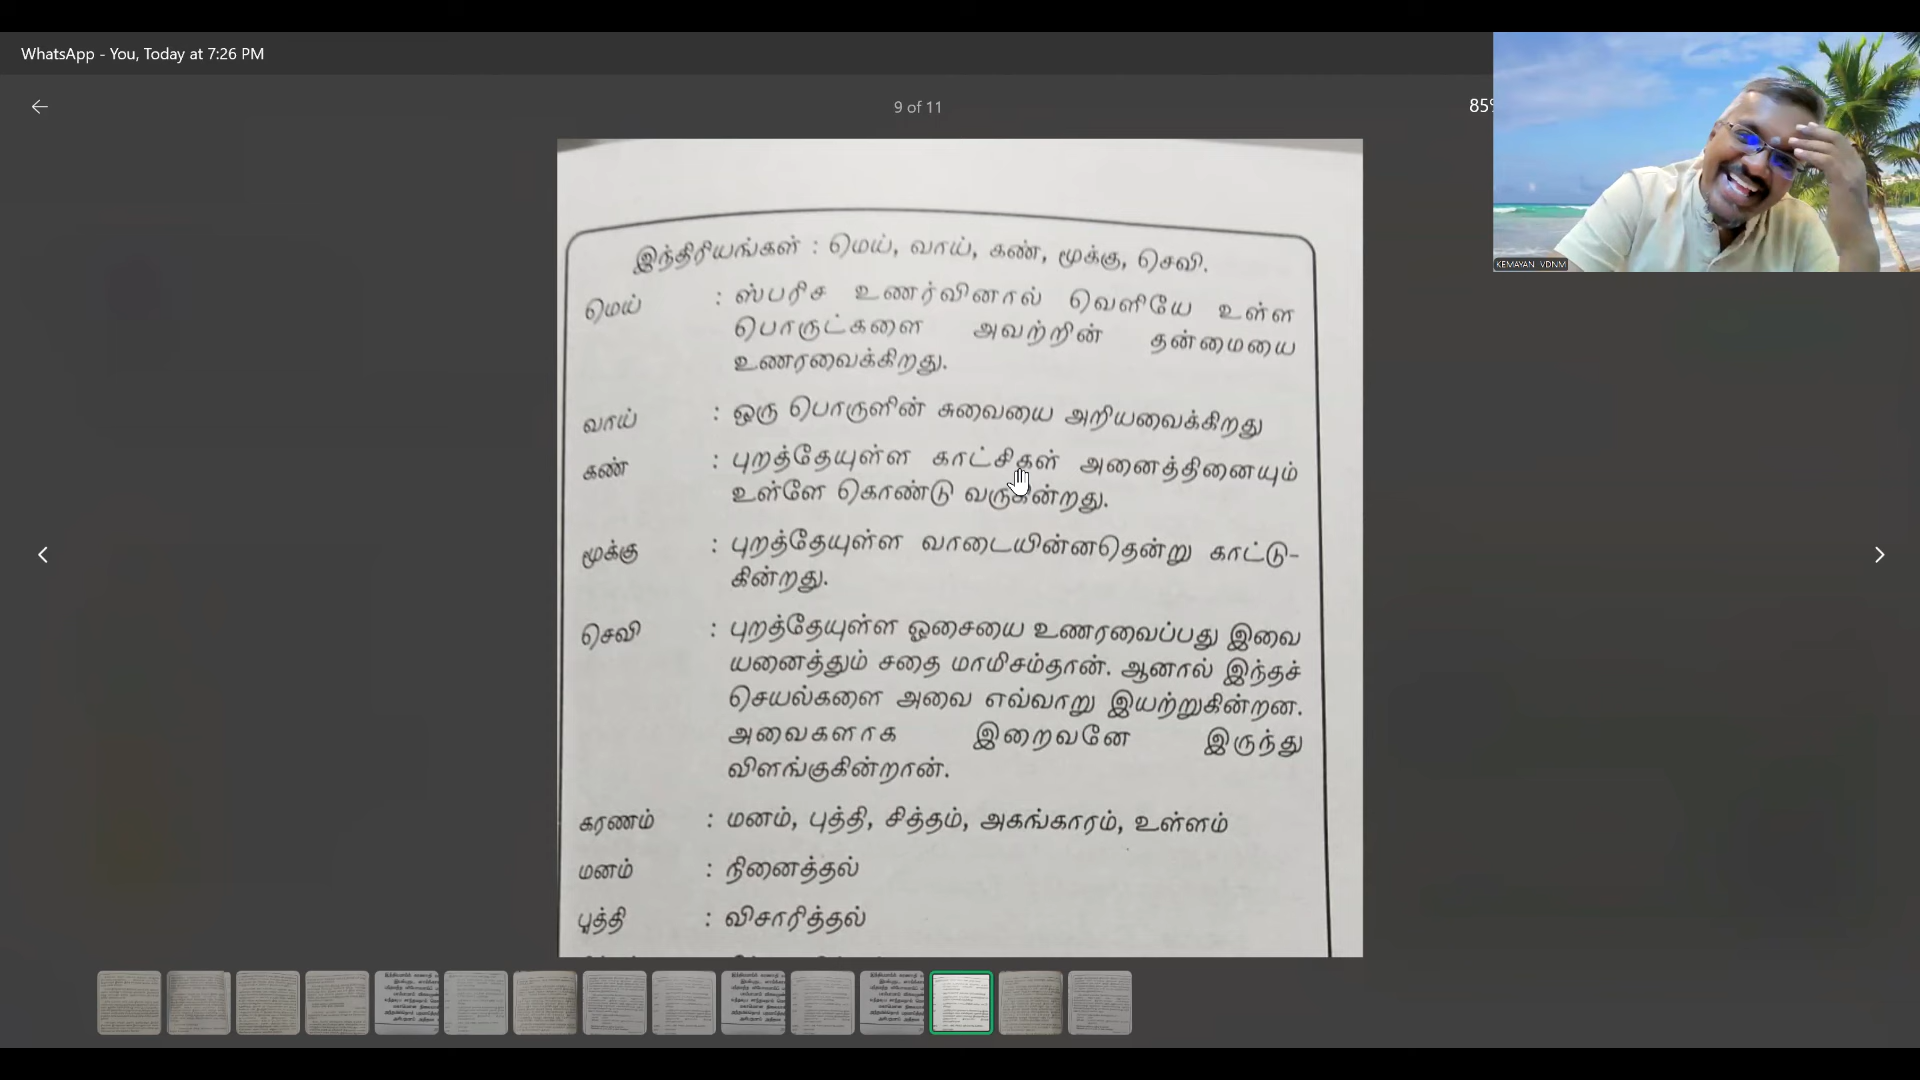 WhatsApp - You, Today at 7:26 PM
9 of 11
85%
KEMAYAN VDNM
இந்திரியங்கள் : மெய், வாய், கண், மூக்கு, செவி.
மெய் : ஸ்பரிச உணர்வினால் வெளியே உள்ள
பொருட்களை அவற்றின் தன்மையை
உணரவைக்கிறது.
வாய் : ஒரு பொருளின் சுவையை அறியவைக்கிறது
கண் : புறத்தேயுள்ள காட்சிகள் அனைத்தினையும்
உள்ளே கொண்டு வருகின்றது.
மூக்கு : புறத்தேயுள்ள வாடையின்னதென்று காட்டு-
கின்றது.
செவி : புறத்தேயுள்ள ஓசையை உணரவைப்பது இவை
யனைத்தும் சதை மாமிசம்தான். ஆனால் இந்தச்
செயல்களை அவை எவ்வாறு இயற்றுகின்றன.
அவைகளாக இறைவனே இருந்து
விளங்குகின்றான்.
கரணம் : மனம், புத்தி, சித்தம், அகங்காரம், உள்ளம்
மனம் : நினைத்தல்
புத்தி : விசாரித்தல்